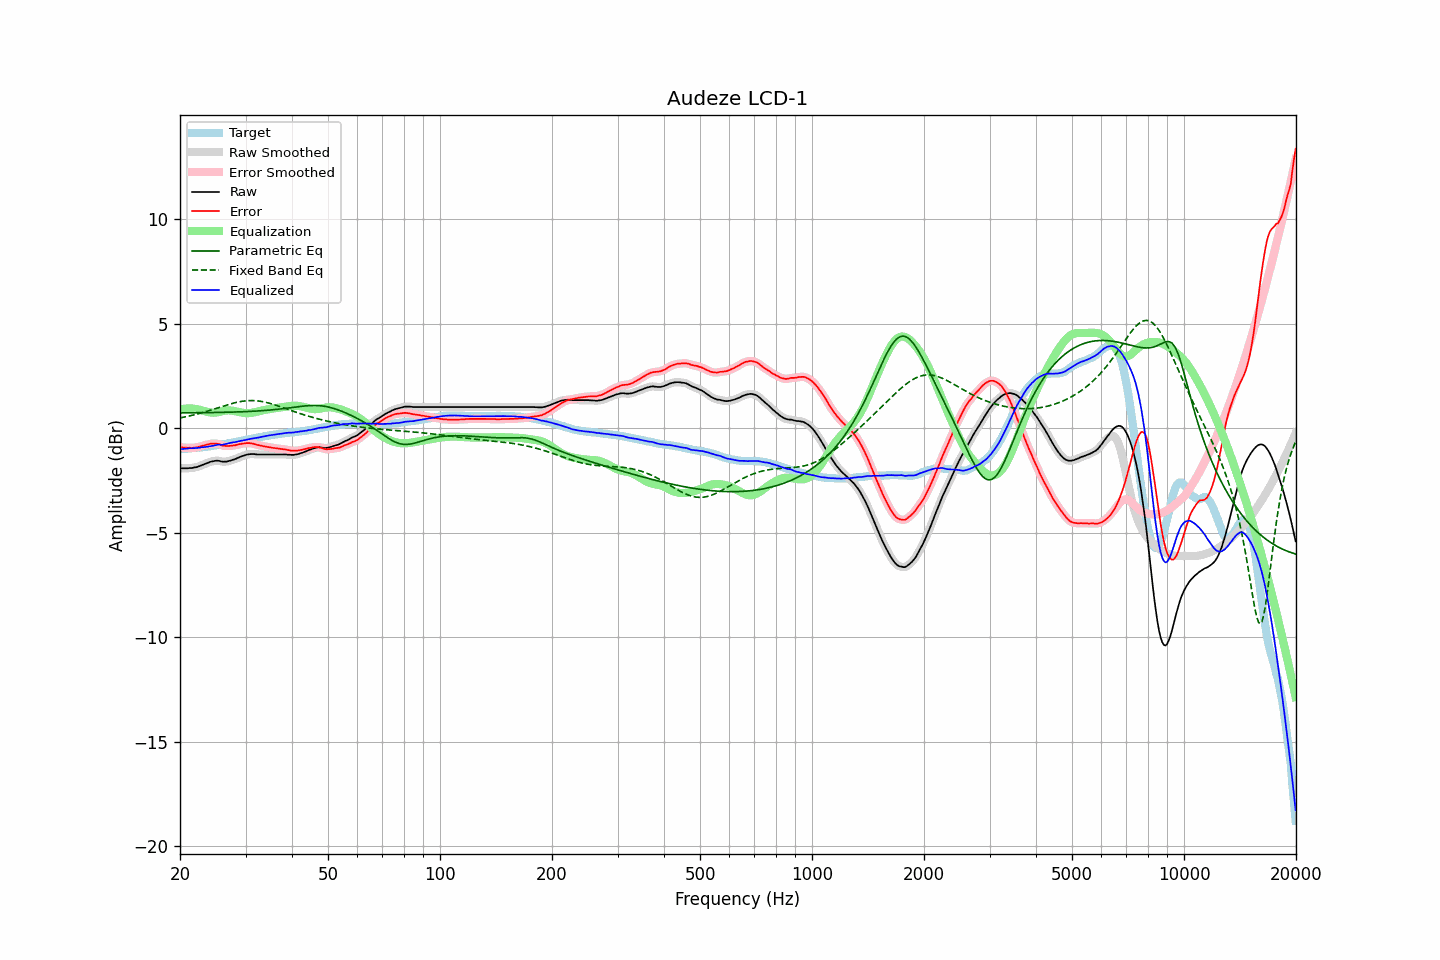 Audeze LCD-1
Target
Raw Smoothed
Error Smoothed
Raw
Error
Equalization
Parametric Eq
Fixed Band Eq
Equalized
Amplitude (dBr)
10
5
0
−5
−10
−15
−20
20 50 100 200 500 1000 2000 5000 10000 20000
Frequency (Hz)